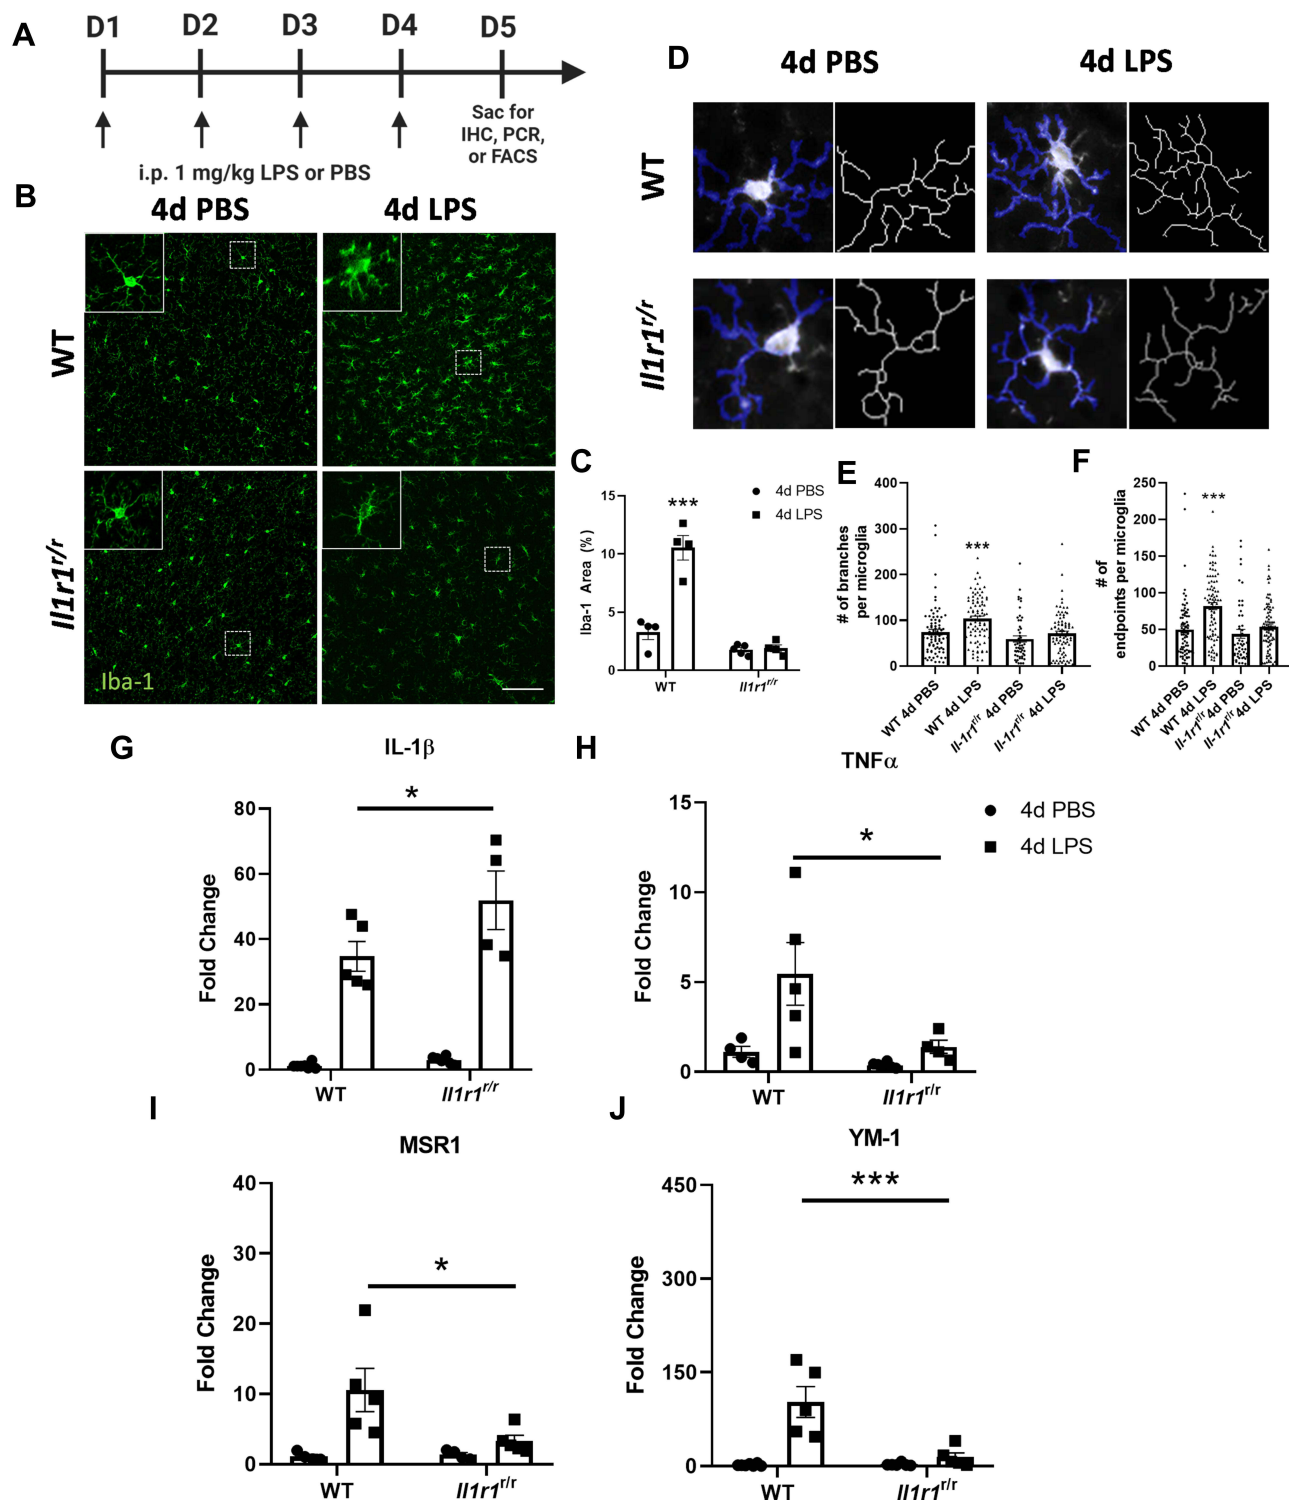 A
D1 D2 D3 D4 D5
Sac for
IHC, PCR,
or FACS
i.p. 1 mg/kg LPS or PBS
B
4d PBS 4d LPS
WT
Il1r1r/r
Iba-1
D
4d PBS 4d LPS
WT
Il1r1r/r
C
Iba-1 Area (%)
15
10
5
0
***
4d PBS
4d LPS
WT Il1r1r/r
E
# of branches
per microglia
400
300
200
100
0
***
WT 4d PBS
WT 4d LPS
Il-1r1r/r 4d PBS
Il-1r1r/r 4d LPS
F
# of
endpoints per microglia
250
200
150
100
50
0
***
WT 4d PBS
WT 4d LPS
Il-1r1r/r 4d PBS
Il-1r1r/r 4d LPS
G
IL-1β
*
Fold Change
80
60
40
20
0
WT Il1r1r/r
H
TNFα
*
4d PBS
4d LPS
Fold Change
15
10
5
0
WT Il1r1r/r
I
MSR1
*
Fold Change
40
30
20
10
0
WT Il1r1r/r
J
YM-1
***
Fold Change
450
300
150
0
WT Il1r1r/r